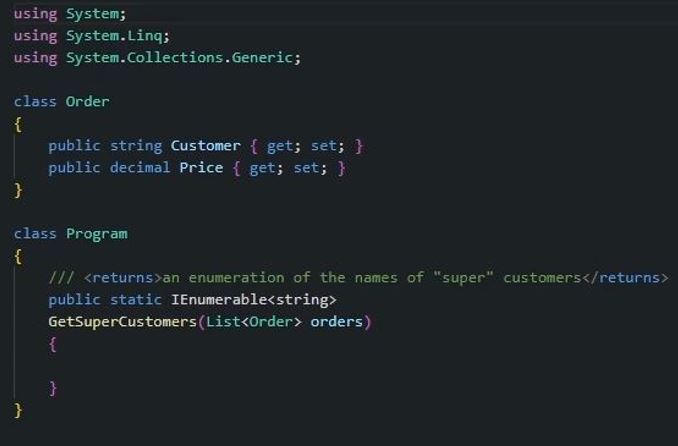 using System;
using System.Linq;
using System.Collections.Generic;
class Order
{
public string Customer { get; set; }
public decimal Price { get; set; }
}
class Program
{
/// <returns>an enumeration of the names of "super" customers</returns>
public static IEnumerable<string>
GetSuperCustomers(List<Order> orders)
{
}
}